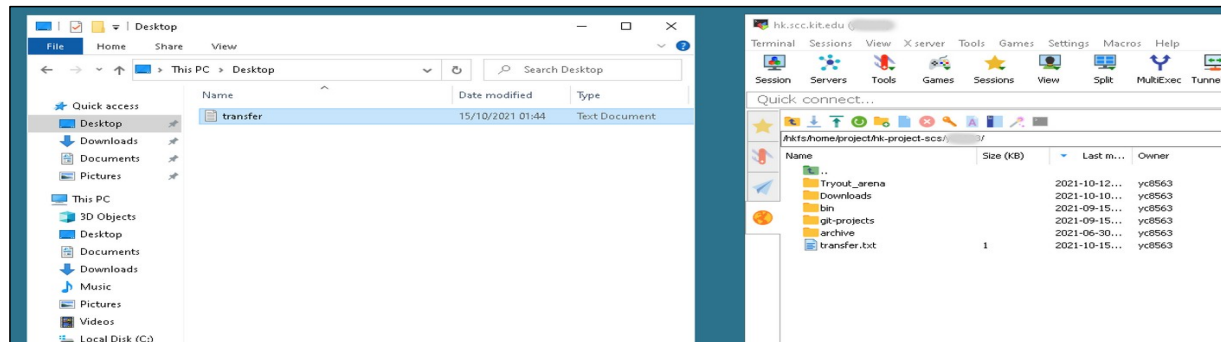 Desktop
File Home Share View
This PC > Desktop
Search Desktop
Name Date modified Type
transfer 15/10/2021 01:44 Text Document
Quick access
Desktop
Downloads
Documents
Pictures
This PC
3D Objects
Desktop
Documents
Downloads
Music
Pictures
Videos
Local Disk (C:)
hk.scc.kit.edu (
Terminal Sessions View X server Tools Games Settings Macros Help
Session Servers Tools Games Sessions View Split MultiExec Tunne
Quick connect...
/hkfs/home/project/hk-project-scs/
Name Size (KB) Last m... Owner
..
Tryout_arena 2021-10-12... yc8563
Downloads 2021-10-10... yc8563
bin 2021-09-15... yc8563
git-projects 2021-09-15... yc8563
archive 2021-06-30... yc8563
transfer.txt 1 2021-10-15... yc8563